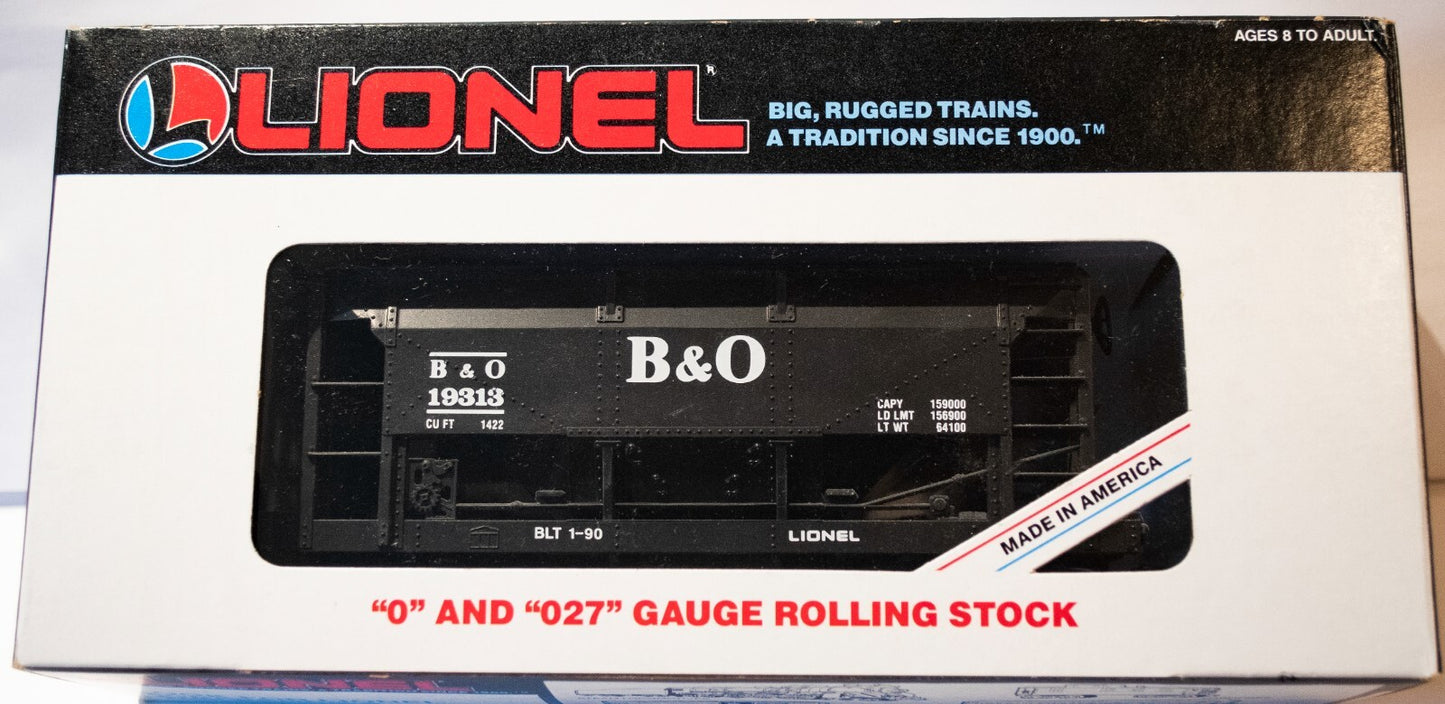 AGES 8 TO ADULT.
LIONEL®
BIG, RUGGED TRAINS.
A TRADITION SINCE 1900.™
B&O
B & O
19313
CU FT 1422
CAPY 159000
LD LMT 156900
LT WT 64100
BLT 1-90
LIONEL
MADE IN AMERICA
“O” AND “027” GAUGE ROLLING STOCK
LIONEL